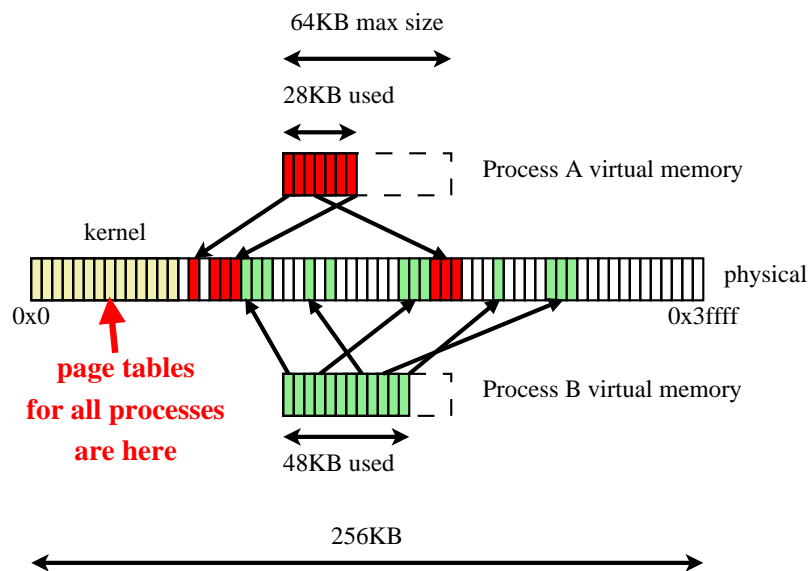 64KB max size
28KB used
Process A virtual memory
kernel
physical
0x0
0x3ffff
page tables
for all processes
are here
Process B virtual memory
48KB used
256KB